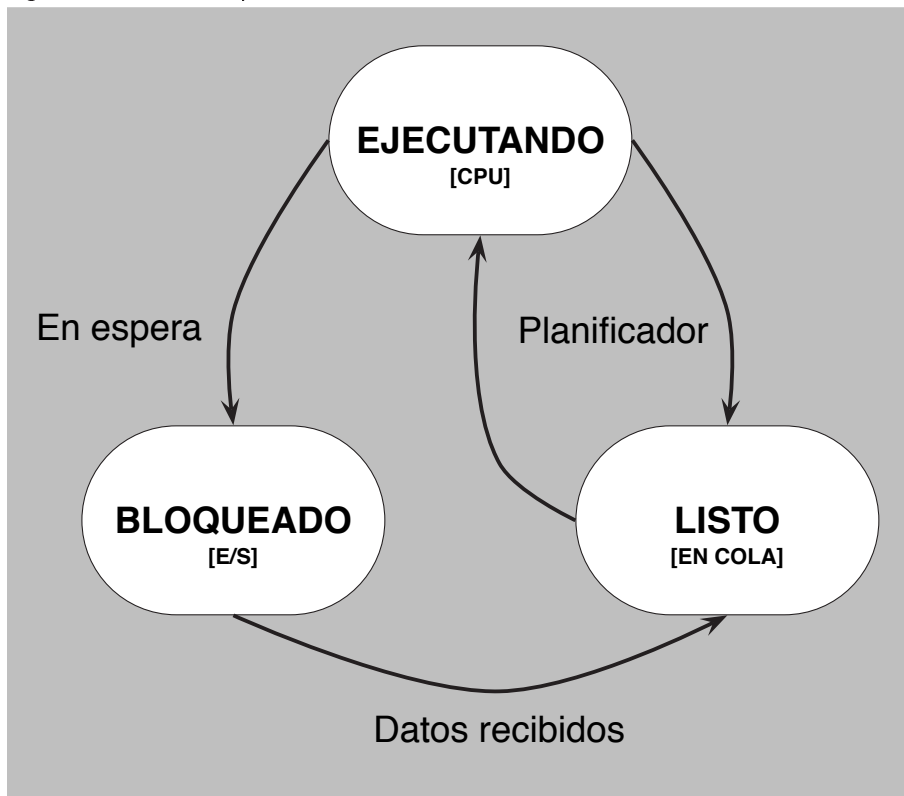 EJECUTANDO
[CPU]
En espera
Planificador
BLOQUEADO
[E/S]
LISTO
[EN COLA]
Datos recibidos